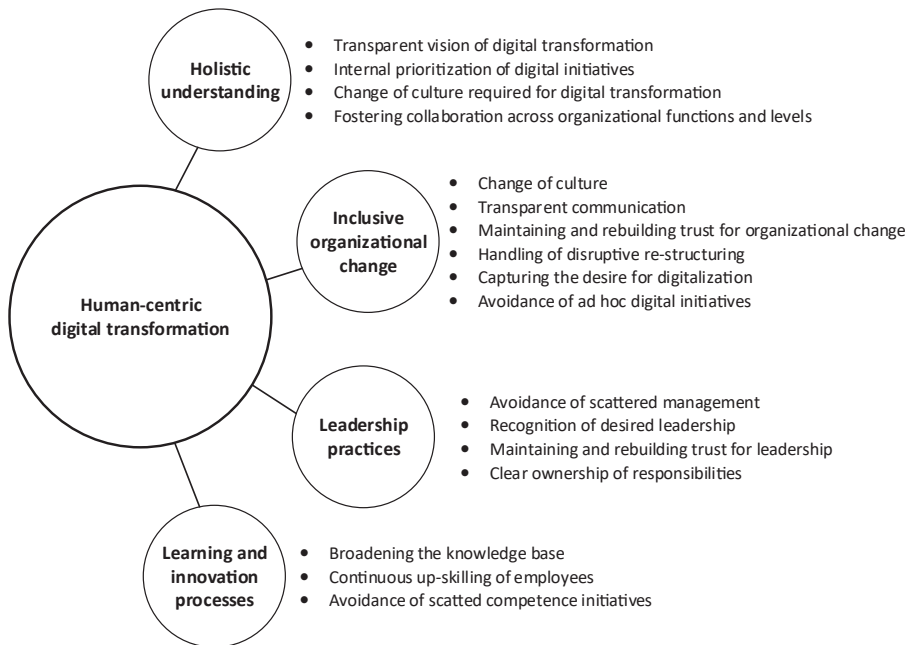 Holistic
understanding
• Transparent vision of digital transformation
• Internal prioritization of digital initiatives
• Change of culture required for digital transformation
• Fostering collaboration across organizational functions and levels
Inclusive
organizational
change
• Change of culture
• Transparent communication
• Maintaining and rebuilding trust for organizational change
• Handling of disruptive re-structuring
• Capturing the desire for digitalization
• Avoidance of ad hoc digital initiatives
Human-centric
digital transformation
Leadership
practices
• Avoidance of scattered management
• Recognition of desired leadership
• Maintaining and rebuilding trust for leadership
• Clear ownership of responsibilities
Learning and
innovation
processes
• Broadening the knowledge base
• Continuous up-skilling of employees
• Avoidance of scatted competence initiatives